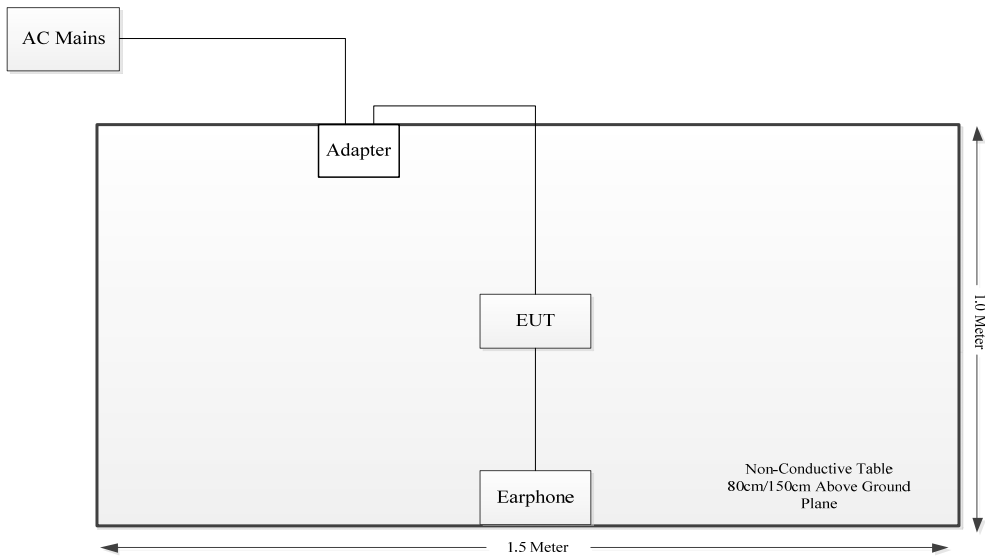 AC Mains
Adapter
EUT
1.0 Meter
Earphone
Non-Conductive Table
80cm/150cm Above Ground
Plane
1.5 Meter